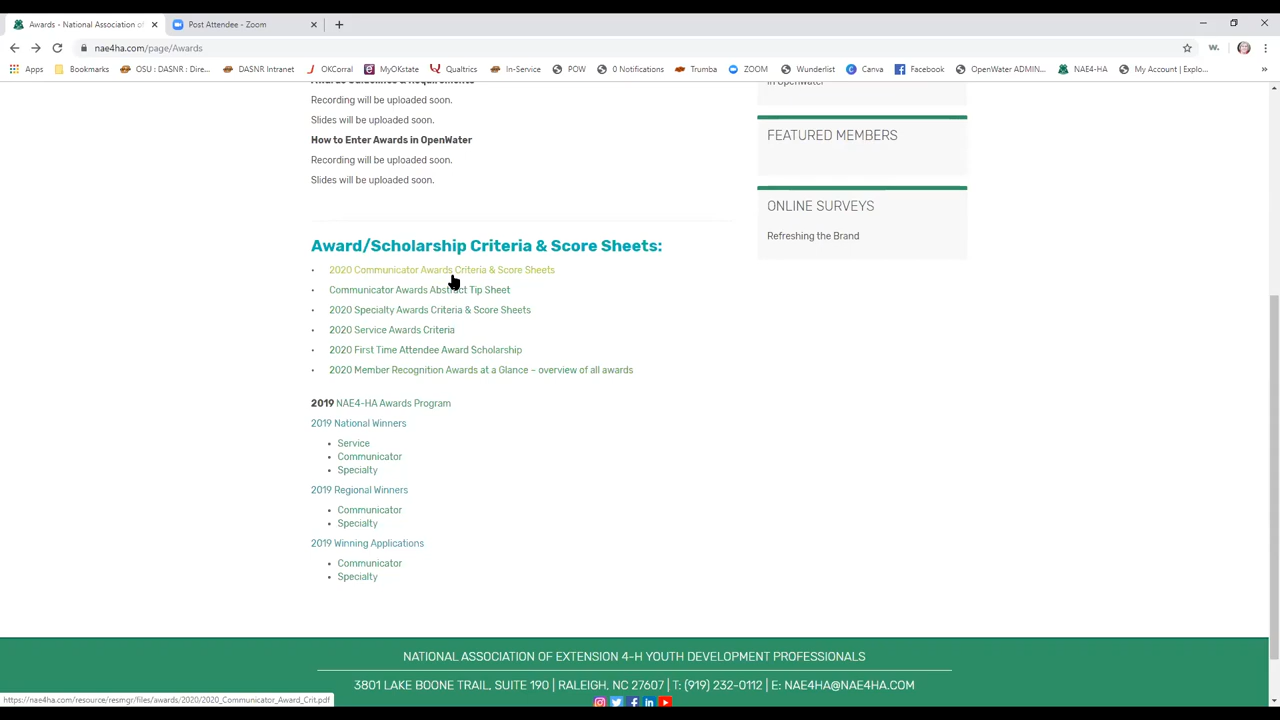 Awards - National Association of
Post Attendee - Zoom
nae4ha.com/page/Awards
Apps
Bookmarks
OSU : DASNR : Dire...
DASNR Intranet
OKCorral
MyOKstate
Qualtrics
In-Service
POW
0 Notifications
Trumba
ZOOM
Wunderlist
Canva
Facebook
OpenWater ADMIN...
NAE4-HA
My Account | Explo...
Awards Guidelines & Requirements
Recording will be uploaded soon.
Slides will be uploaded soon.
How to Enter Awards in OpenWater
Recording will be uploaded soon.
Slides will be uploaded soon.
in OpenWater
FEATURED MEMBERS
ONLINE SURVEYS
Refreshing the Brand
Award/Scholarship Criteria & Score Sheets:
• 2020 Communicator Awards Criteria & Score Sheets
• Communicator Awards Abstract Tip Sheet
• 2020 Specialty Awards Criteria & Score Sheets
• 2020 Service Awards Criteria
• 2020 First Time Attendee Award Scholarship
• 2020 Member Recognition Awards at a Glance – overview of all awards
2019 NAE4-HA Awards Program
2019 National Winners
• Service
• Communicator
• Specialty
2019 Regional Winners
• Communicator
• Specialty
2019 Winning Applications
• Communicator
• Specialty
NATIONAL ASSOCIATION OF EXTENSION 4-H YOUTH DEVELOPMENT PROFESSIONALS
3801 LAKE BOONE TRAIL, SUITE 190 | RALEIGH, NC 27607 | T: (919) 232-0112 | E: NAE4HA@NAE4HA.COM
https://nae4ha.com/resource/resmgr/files/awards/2020/2020_Communicator_Award_Crit.pdf